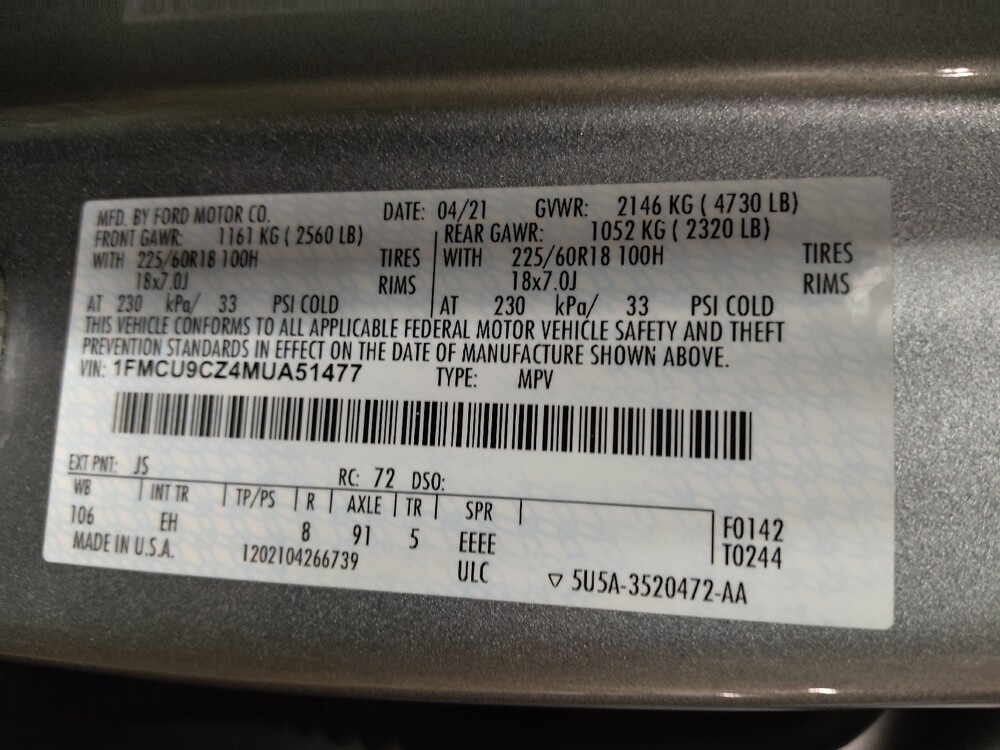 MFD. BY FORD MOTOR CO. DATE: 04/21 GVWR: 2146 KG ( 4730 LB)
FRONT GAWR: 1161 KG ( 2560 LB) REAR GAWR: 1052 KG ( 2320 LB)
WITH 225/60R18 100H TIRES WITH 225/60R18 100H TIRES
18x7.0J RIMS 18x7.0J RIMS
AT 230 kPa/ 33 PSI COLD AT 230 kPa/ 33 PSI COLD
THIS VEHICLE CONFORMS TO ALL APPLICABLE FEDERAL MOTOR VEHICLE SAFETY AND THEFT
PREVENTION STANDARDS IN EFFECT ON THE DATE OF MANUFACTURE SHOWN ABOVE.
VIN: 1FMCU9CZ4MUA51477 TYPE: MPV
EXT PNT: JS RC: 72 DSO:
WB INT TR TP/PS R AXLE TR SPR
106 EH 8 91 5 EEEE F0142
T0244
MADE IN U.S.A. 1202104266739 ULC ▽ 5U5A-3520472-AA